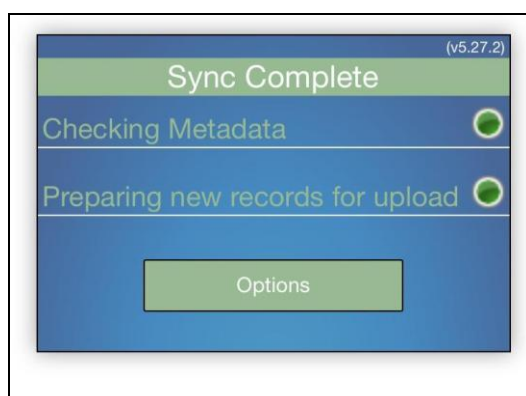 (v5.27.2)
Sync Complete
Checking Metadata
Preparing new records for upload
Options